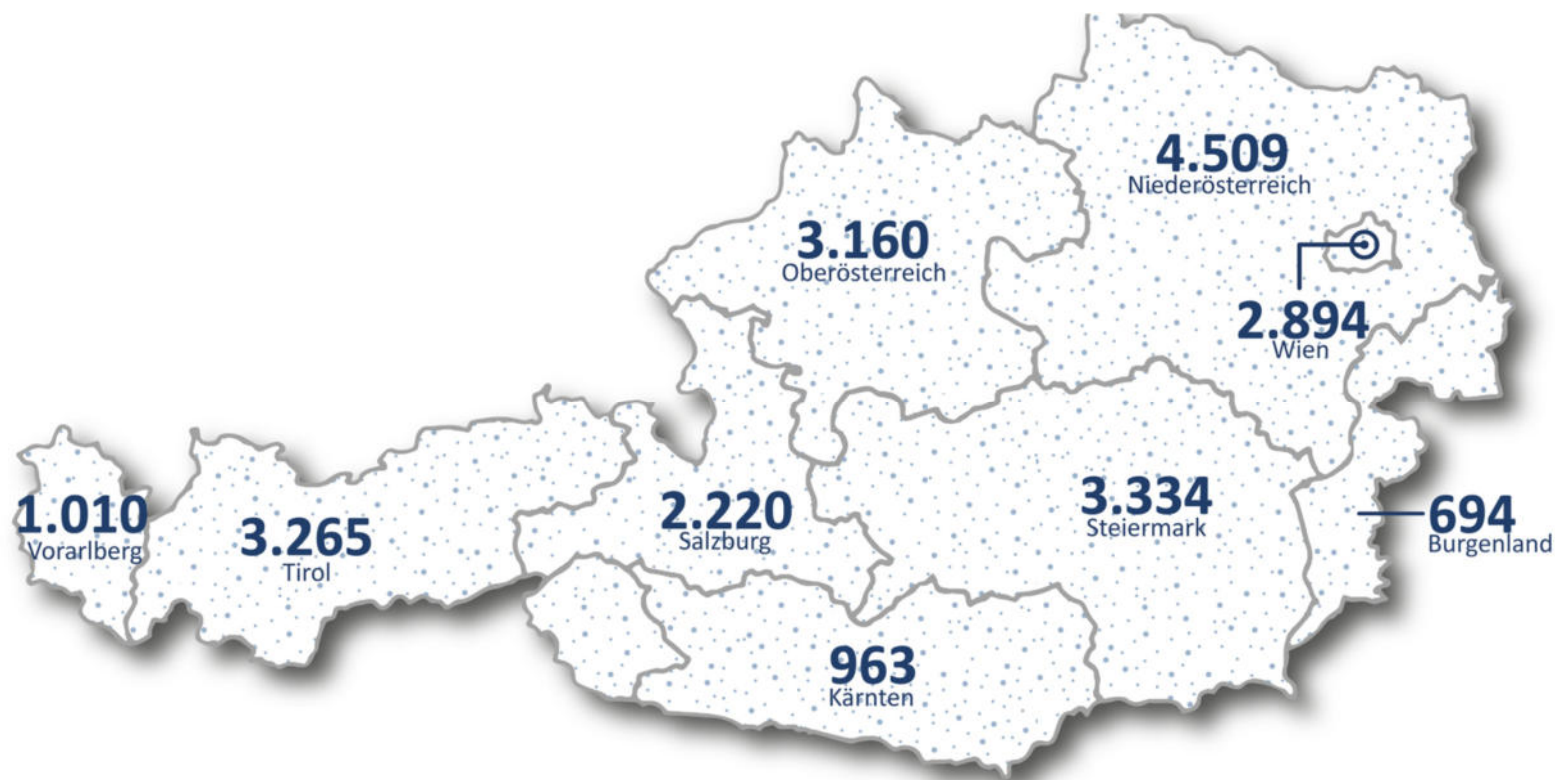 4.509
Niederösterreich
3.160
Oberösterreich
2.894
Wien
1.010
Vorarlberg
3.265
Tirol
2.220
Salzburg
3.334
Steiermark
694
Burgenland
963
Kärnten